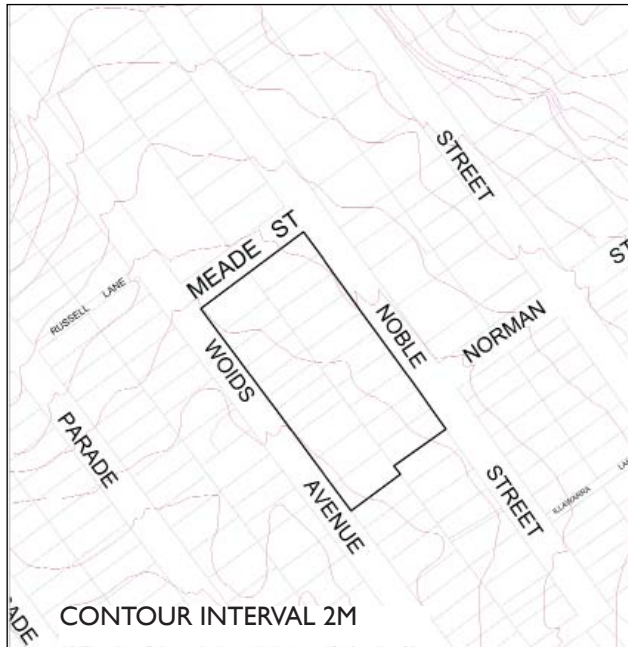 STREET
ST
MEADE ST
RUSSELL LANE
NOBLE
NORMAN
WOIDS
PARADE
AVENUE
STREET
ILLAWARRA
CONTOUR INTERVAL 2M